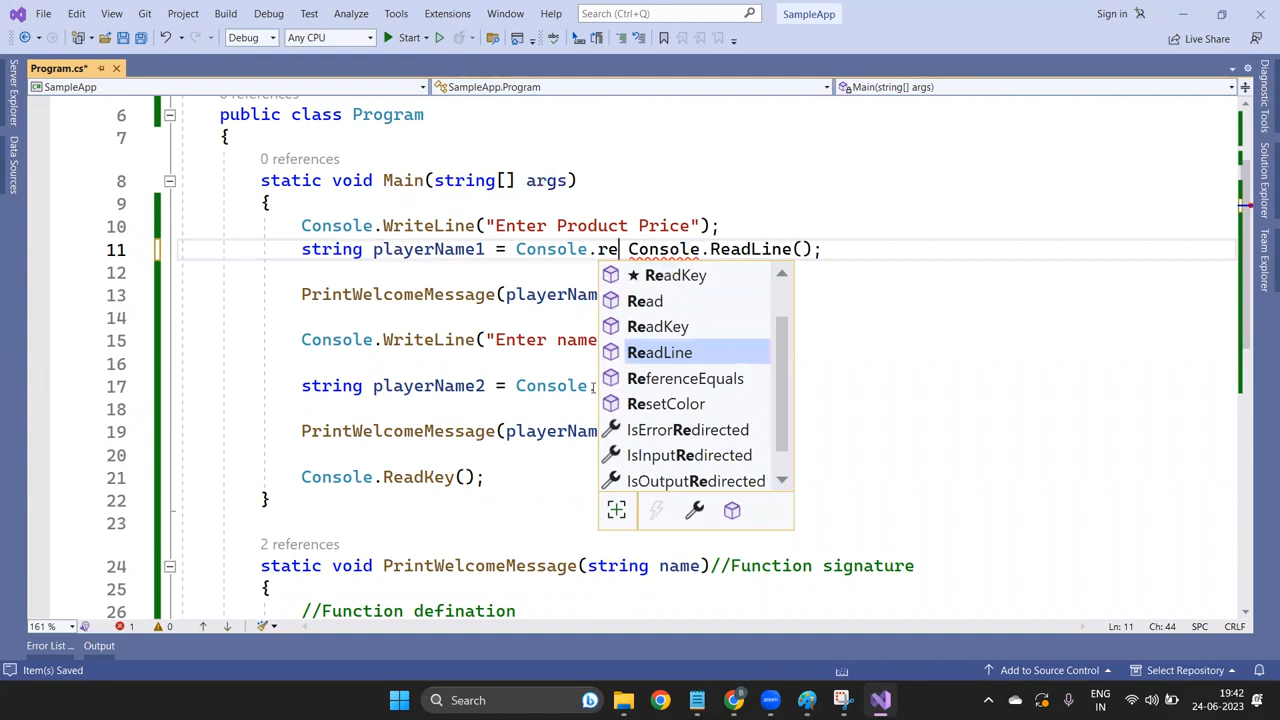 File Edit View Git Project Build Debug Test Analyze Tools Extensions Window Help Search (Ctrl+Q) SampleApp Sign in
Debug Any CPU Start Live Share
Program.cs*
SampleApp SampleApp.Program Main(string[] args)
Server Explorer
Data Sources
Diagnostic Tools
Solution Explorer
Team Explorer
6 public class Program
7 {
0 references
8 static void Main(string[] args)
9 {
10 Console.WriteLine("Enter Product Price");
11 string playerName1 = Console.re Console.ReadLine();
12
13 PrintWelcomeMessage(playerNam
14
15 Console.WriteLine("Enter name
16
17 string playerName2 = Console.
18
19 PrintWelcomeMessage(playerNam
20
21 Console.ReadKey();
22 }
23
2 references
24 static void PrintWelcomeMessage(string name)//Function signature
25 {
26 //Function defination
★ ReadKey
Read
ReadKey
ReadLine
ReferenceEquals
ResetColor
IsErrorRedirected
IsInputRedirected
IsOutputRedirected
161 % 1 0 Ln: 11 Ch: 44 SPC CRLF
Error List ... Output
Item(s) Saved Add to Source Control Select Repository
Search ENG IN 19:42 24-06-2023